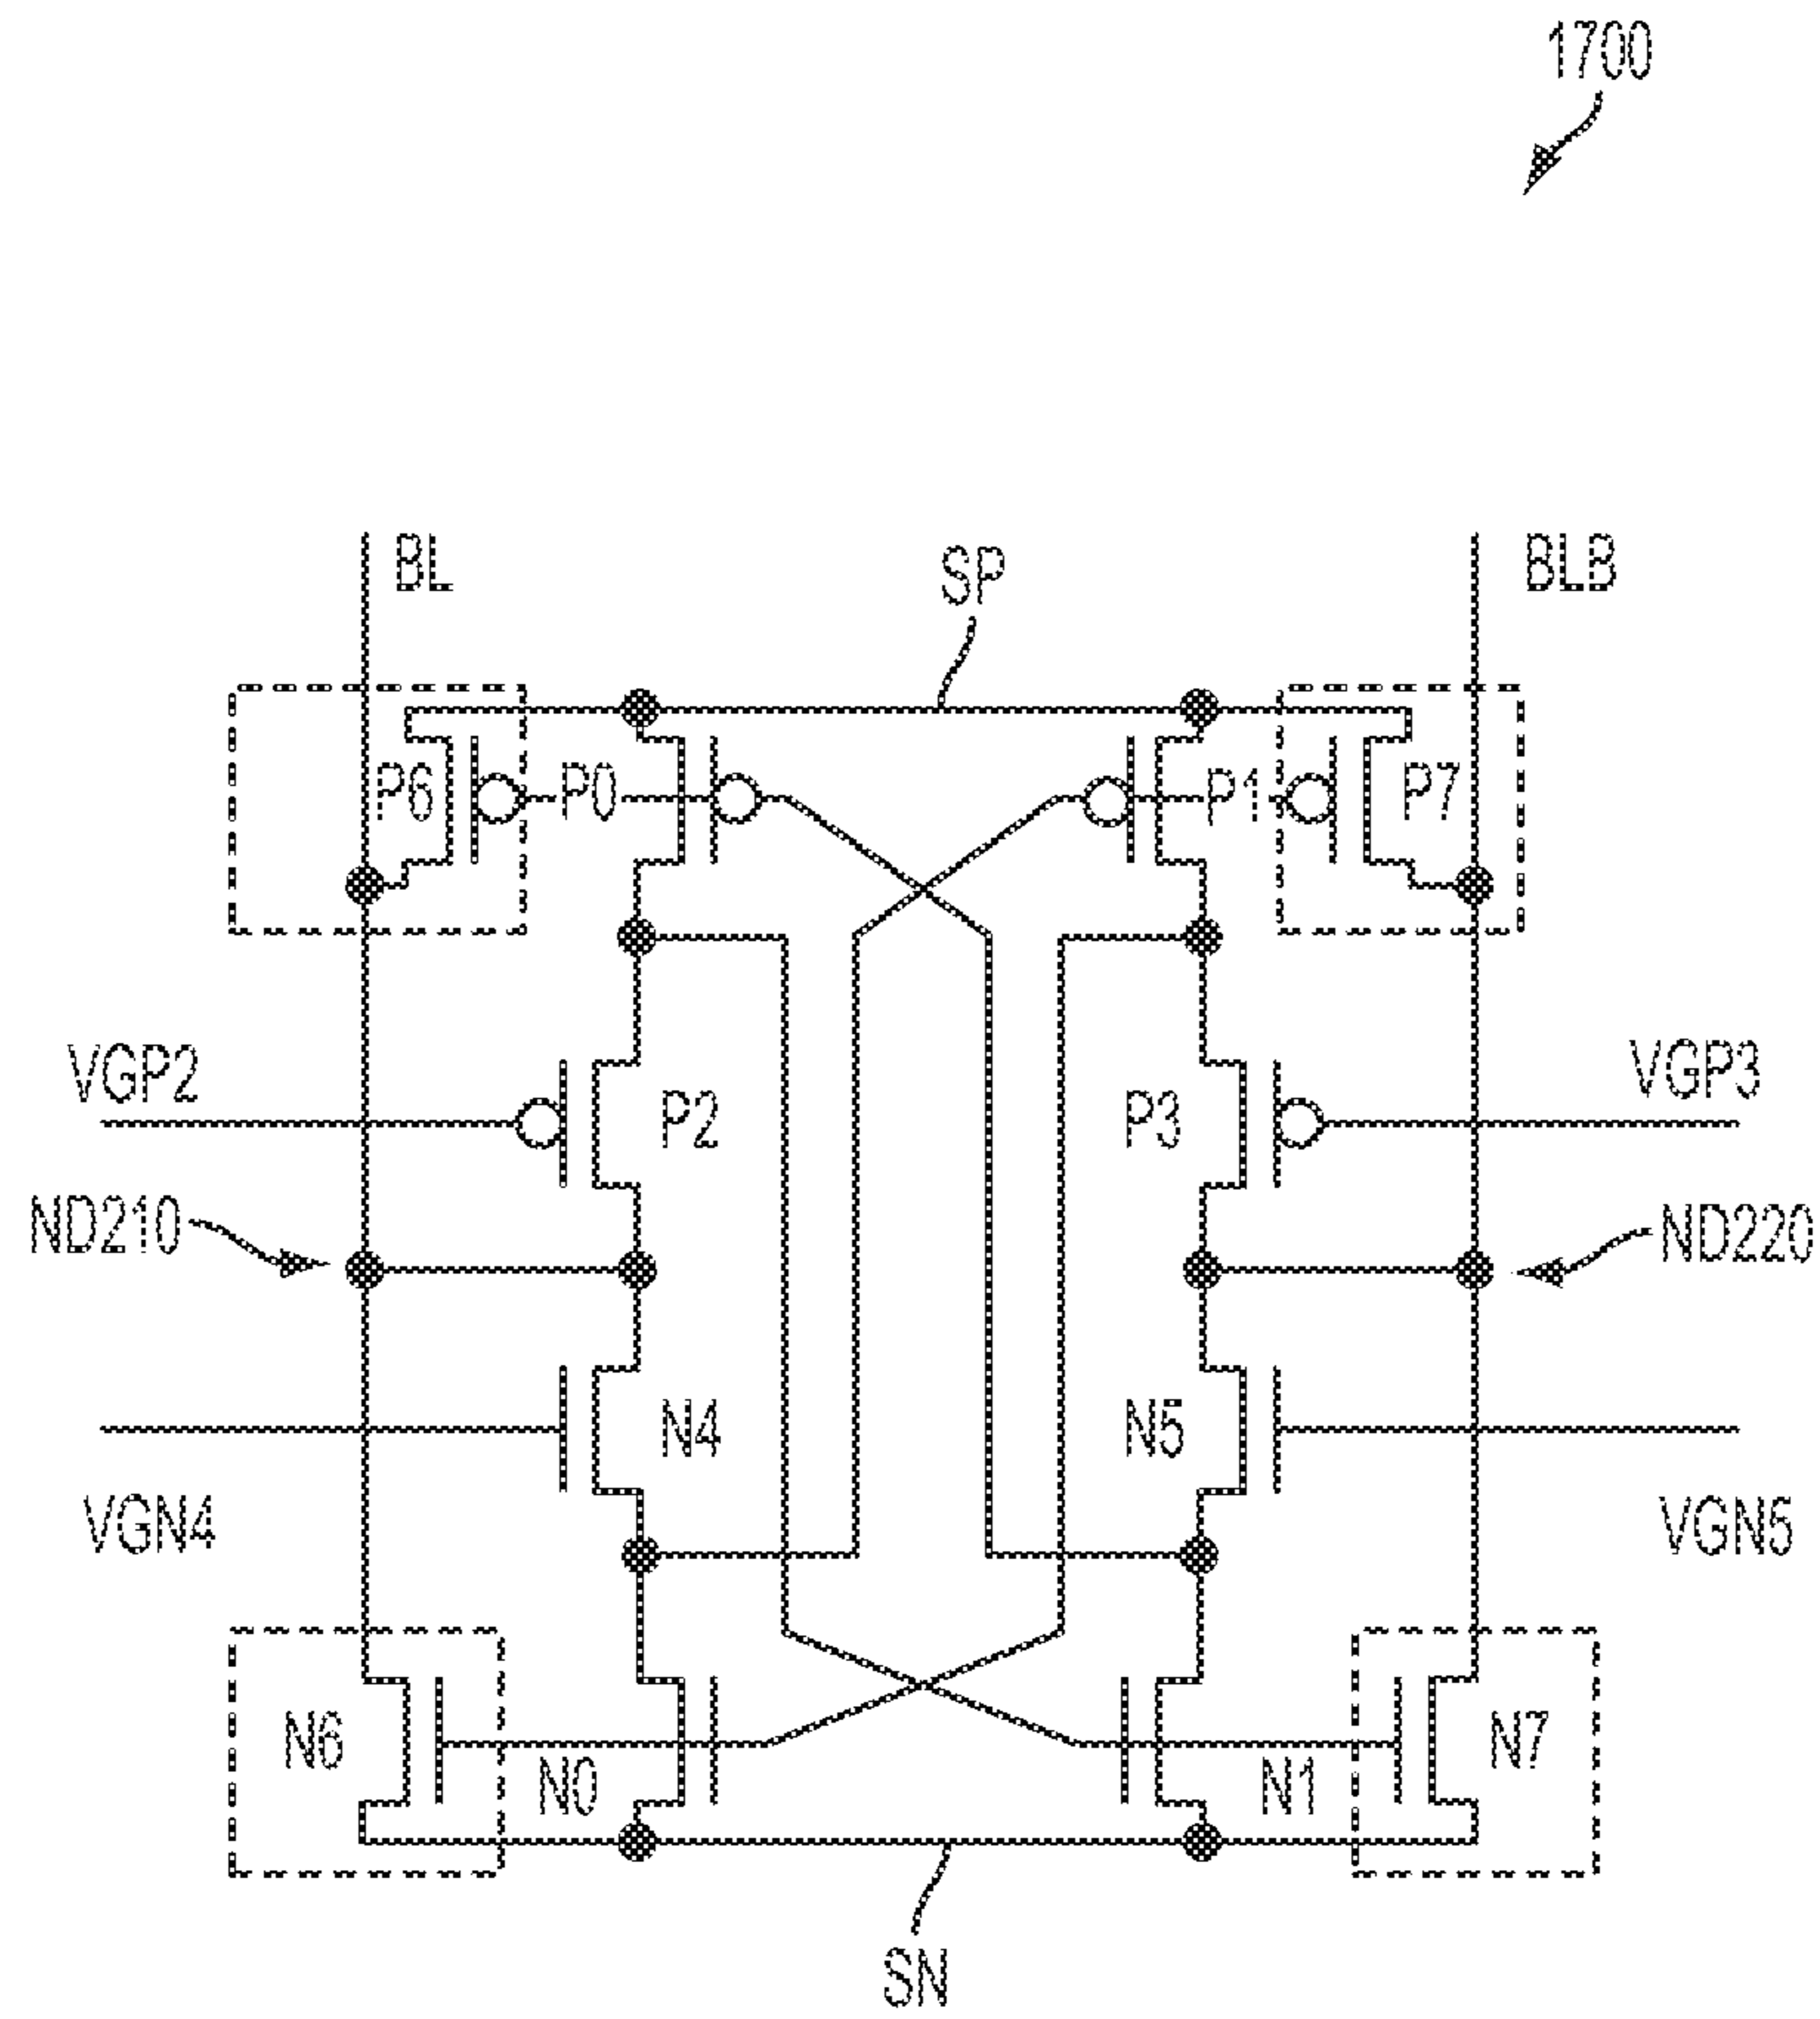 1700
BL
SP
BLB
P6
P0
P1
P7
VGP2
VGP3
P2
P3
ND210
ND220
N4
N5
VGN4
VGN5
N6
N0
N1
N7
SN